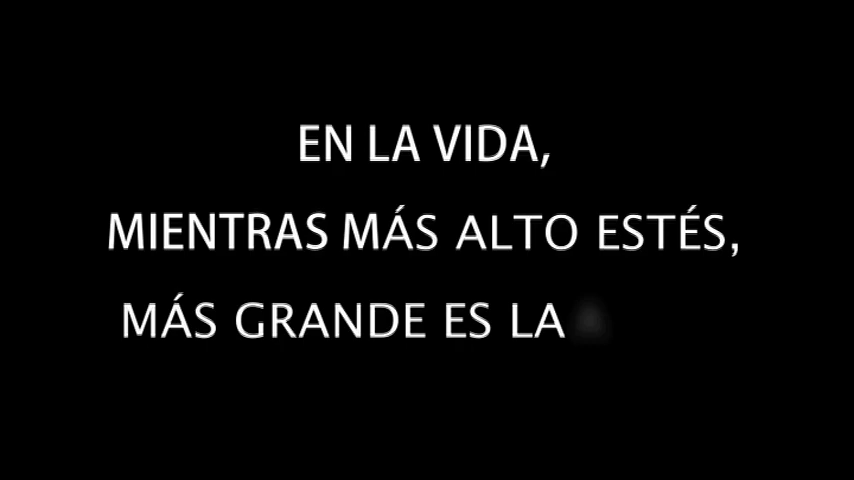 EN LA VIDA,
MIENTRAS MÁS ALTO ESTÉS,
MÁS GRANDE ES LA